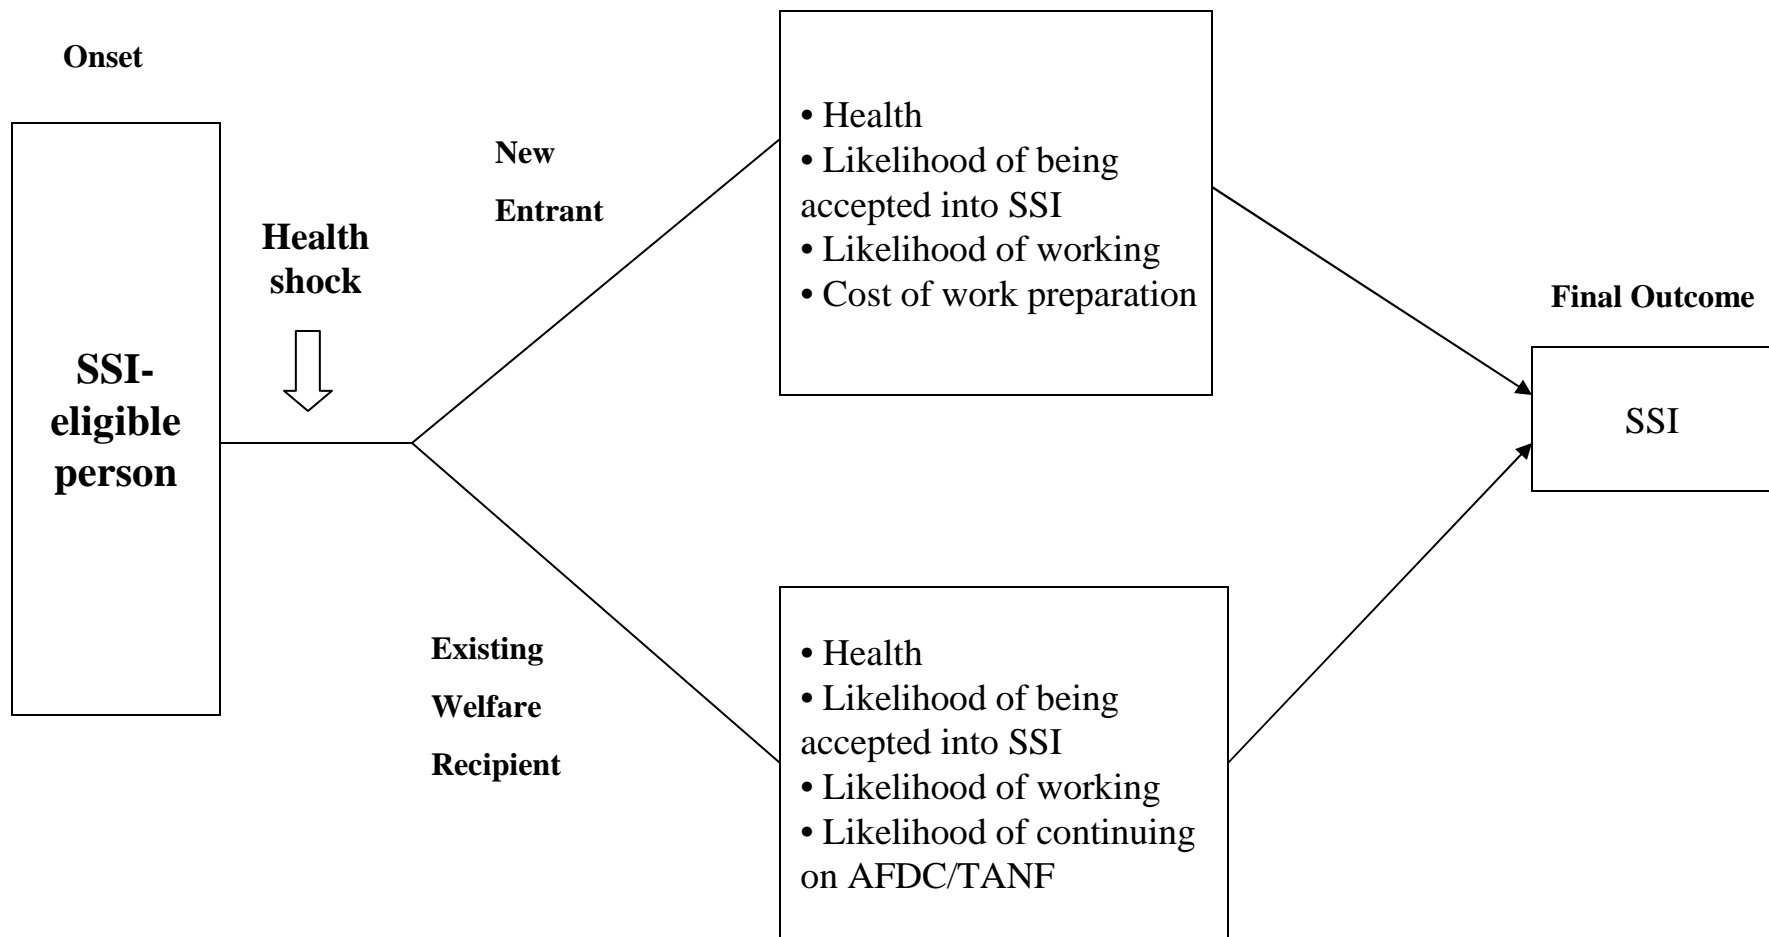 Onset
SSI-
eligible
person
Health
shock
New
Entrant
• Health
• Likelihood of being
accepted into SSI
• Likelihood of working
• Cost of work preparation
Existing
Welfare
Recipient
• Health
• Likelihood of being
accepted into SSI
• Likelihood of working
• Likelihood of continuing
on AFDC/TANF
Final Outcome
SSI